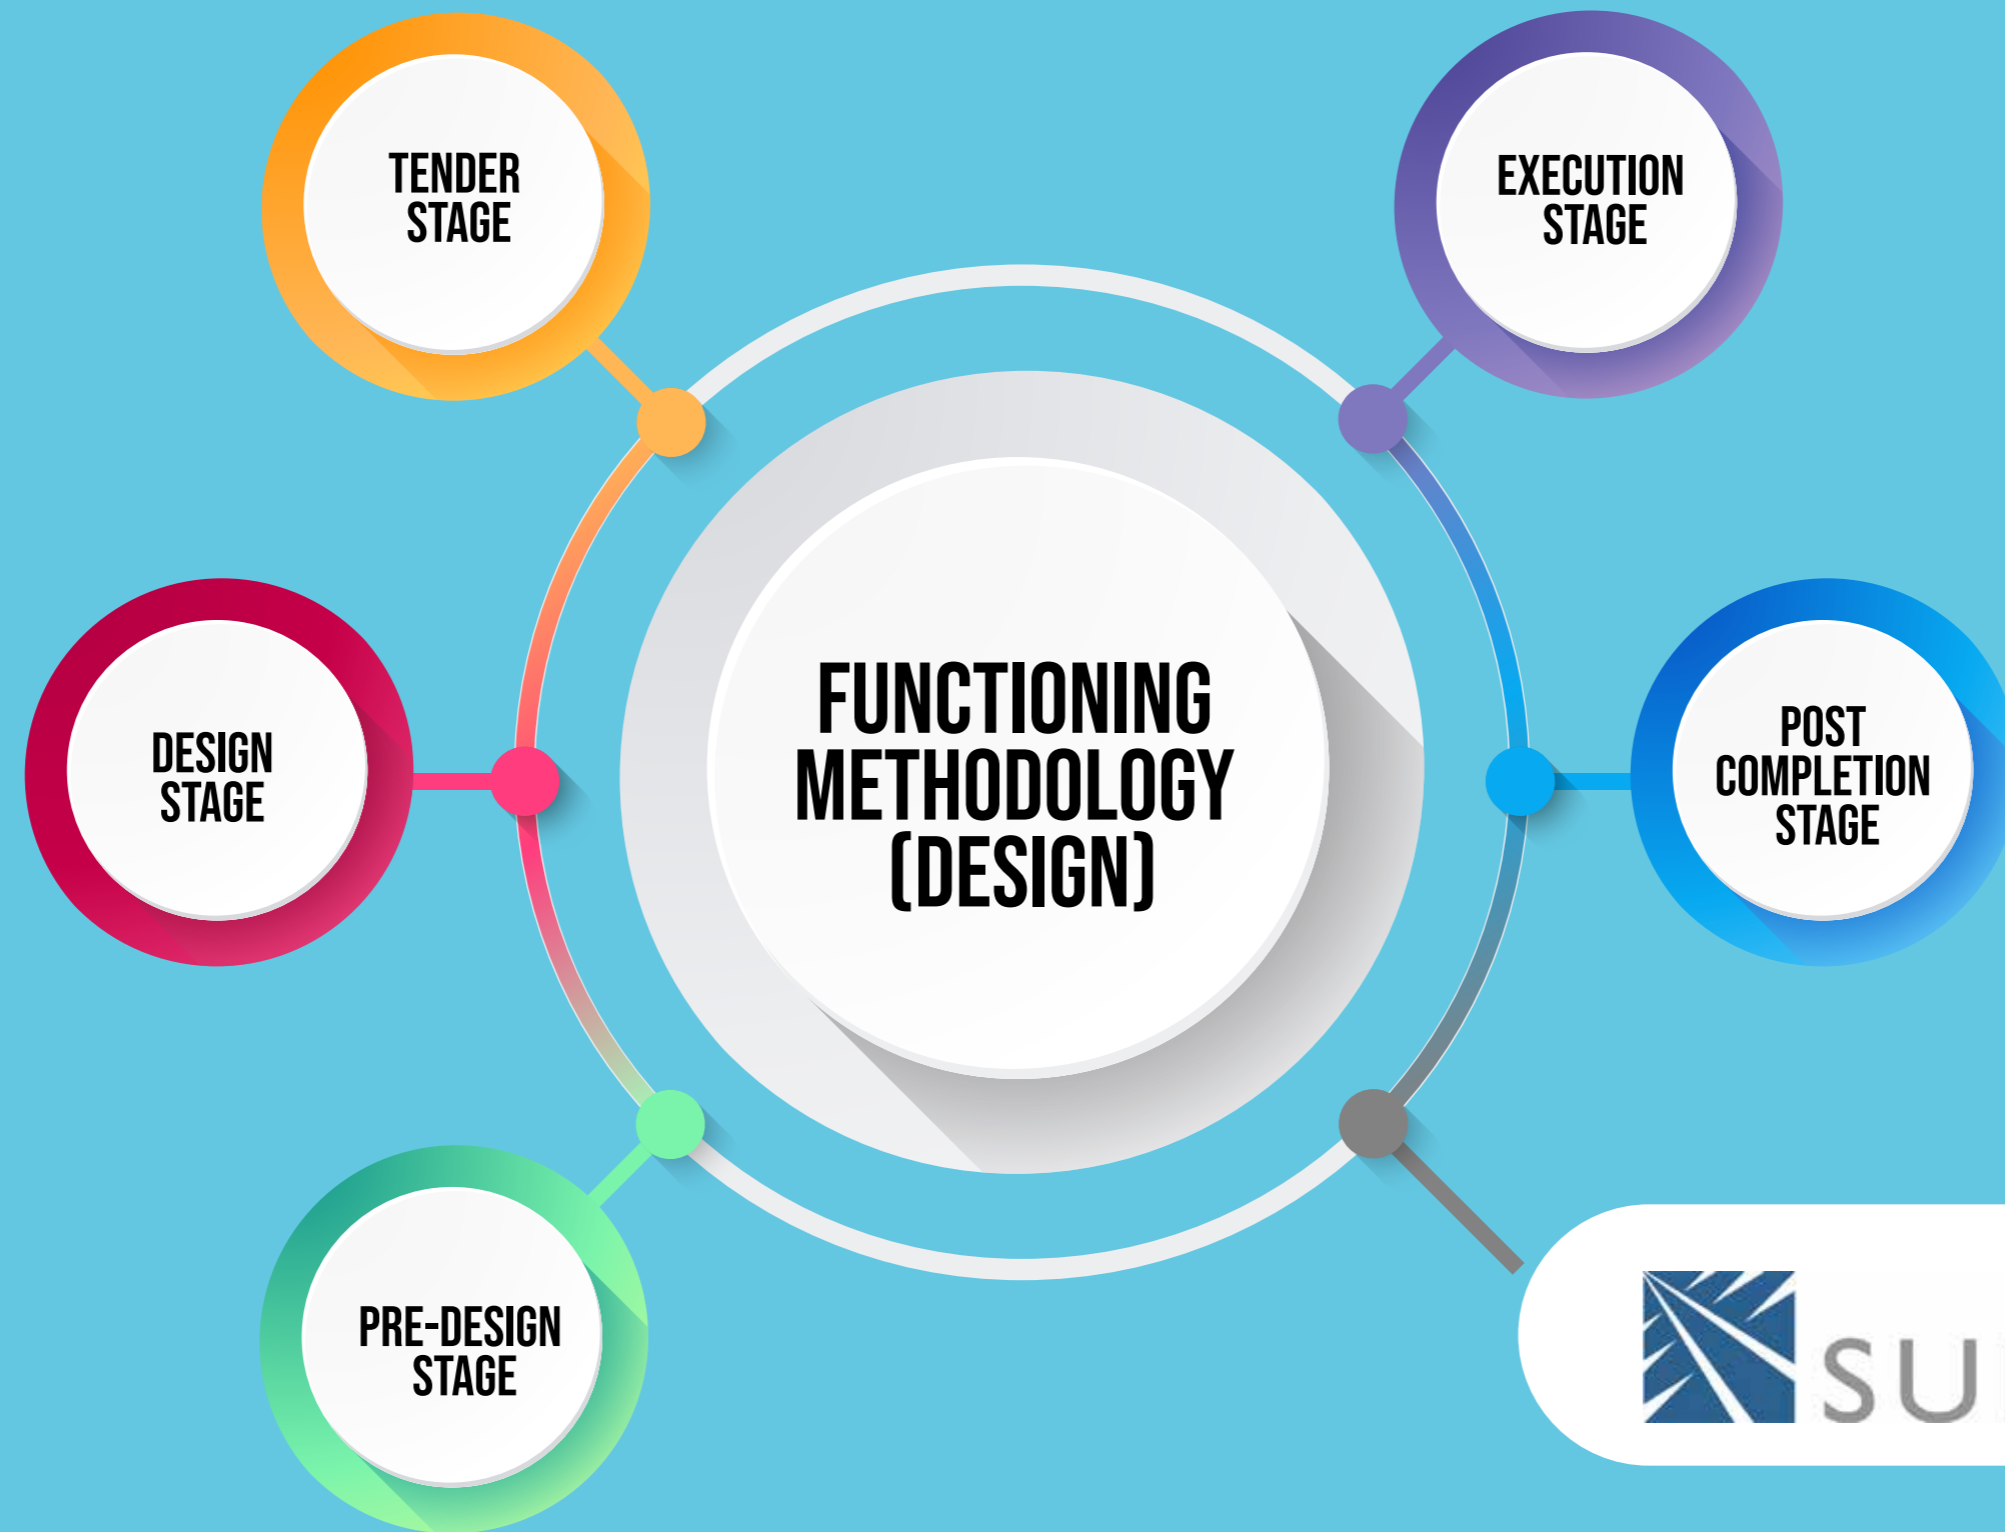 TENDER
STAGE
EXECUTION
STAGE
FUNCTIONING
METHODOLOGY
(DESIGN)
DESIGN
STAGE
POST
COMPLETION
STAGE
PRE-DESIGN
STAGE